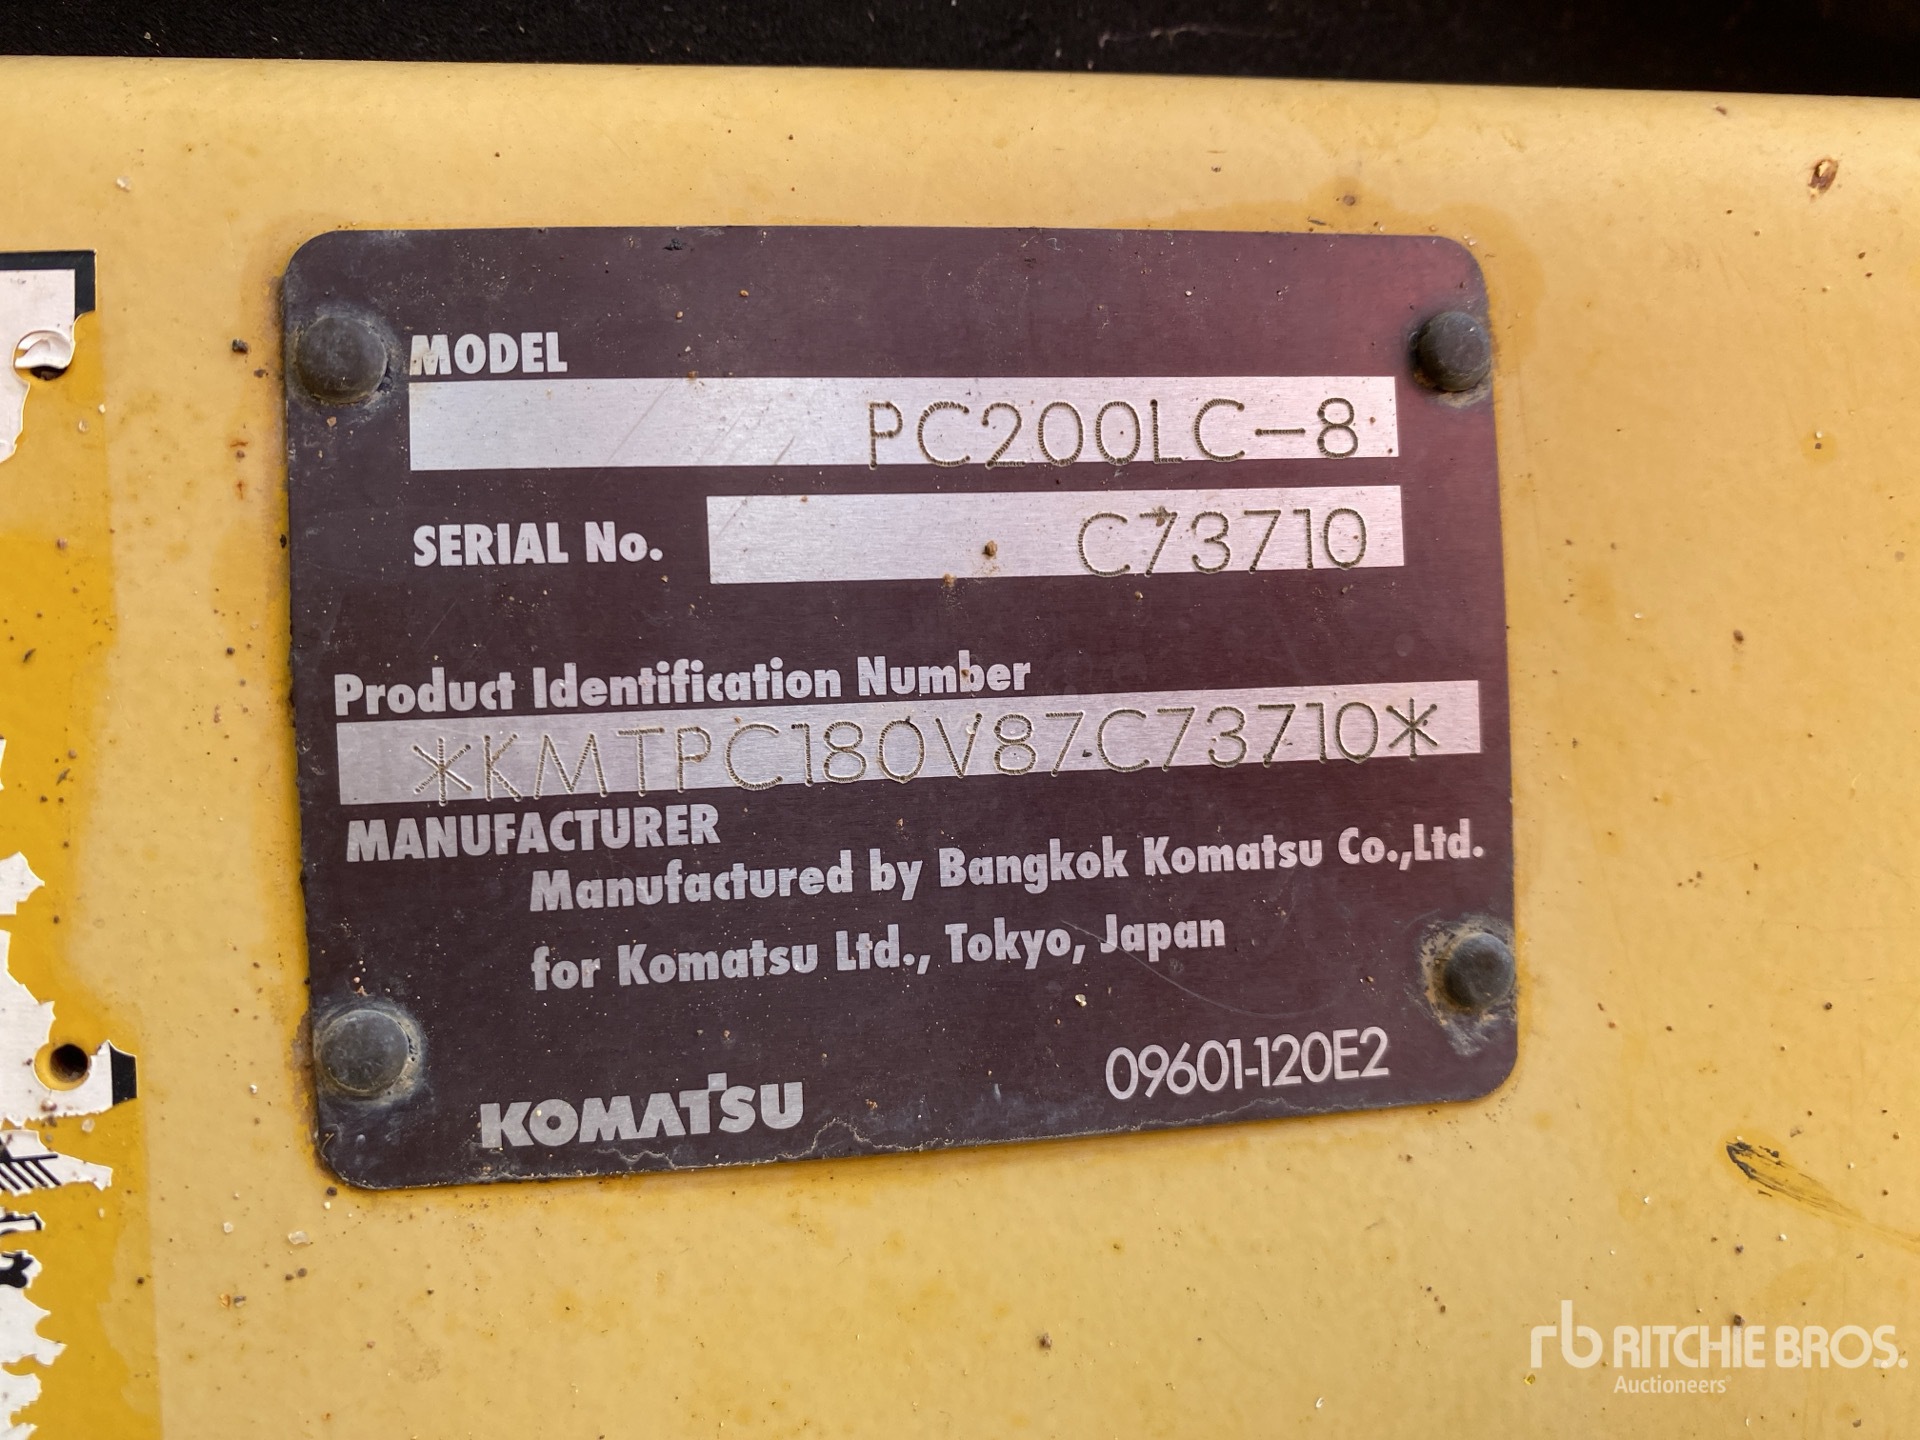 MODEL
PC200LC-8
SERIAL No.
C73710
Product Identification Number
*KMTPC180V87C73710*
MANUFACTURER
Manufactured by Bangkok Komatsu Co.,Ltd.
for Komatsu Ltd., Tokyo, Japan
KOMATSU
09601-120E2
rb RITCHIE BROS.
Auctioneers